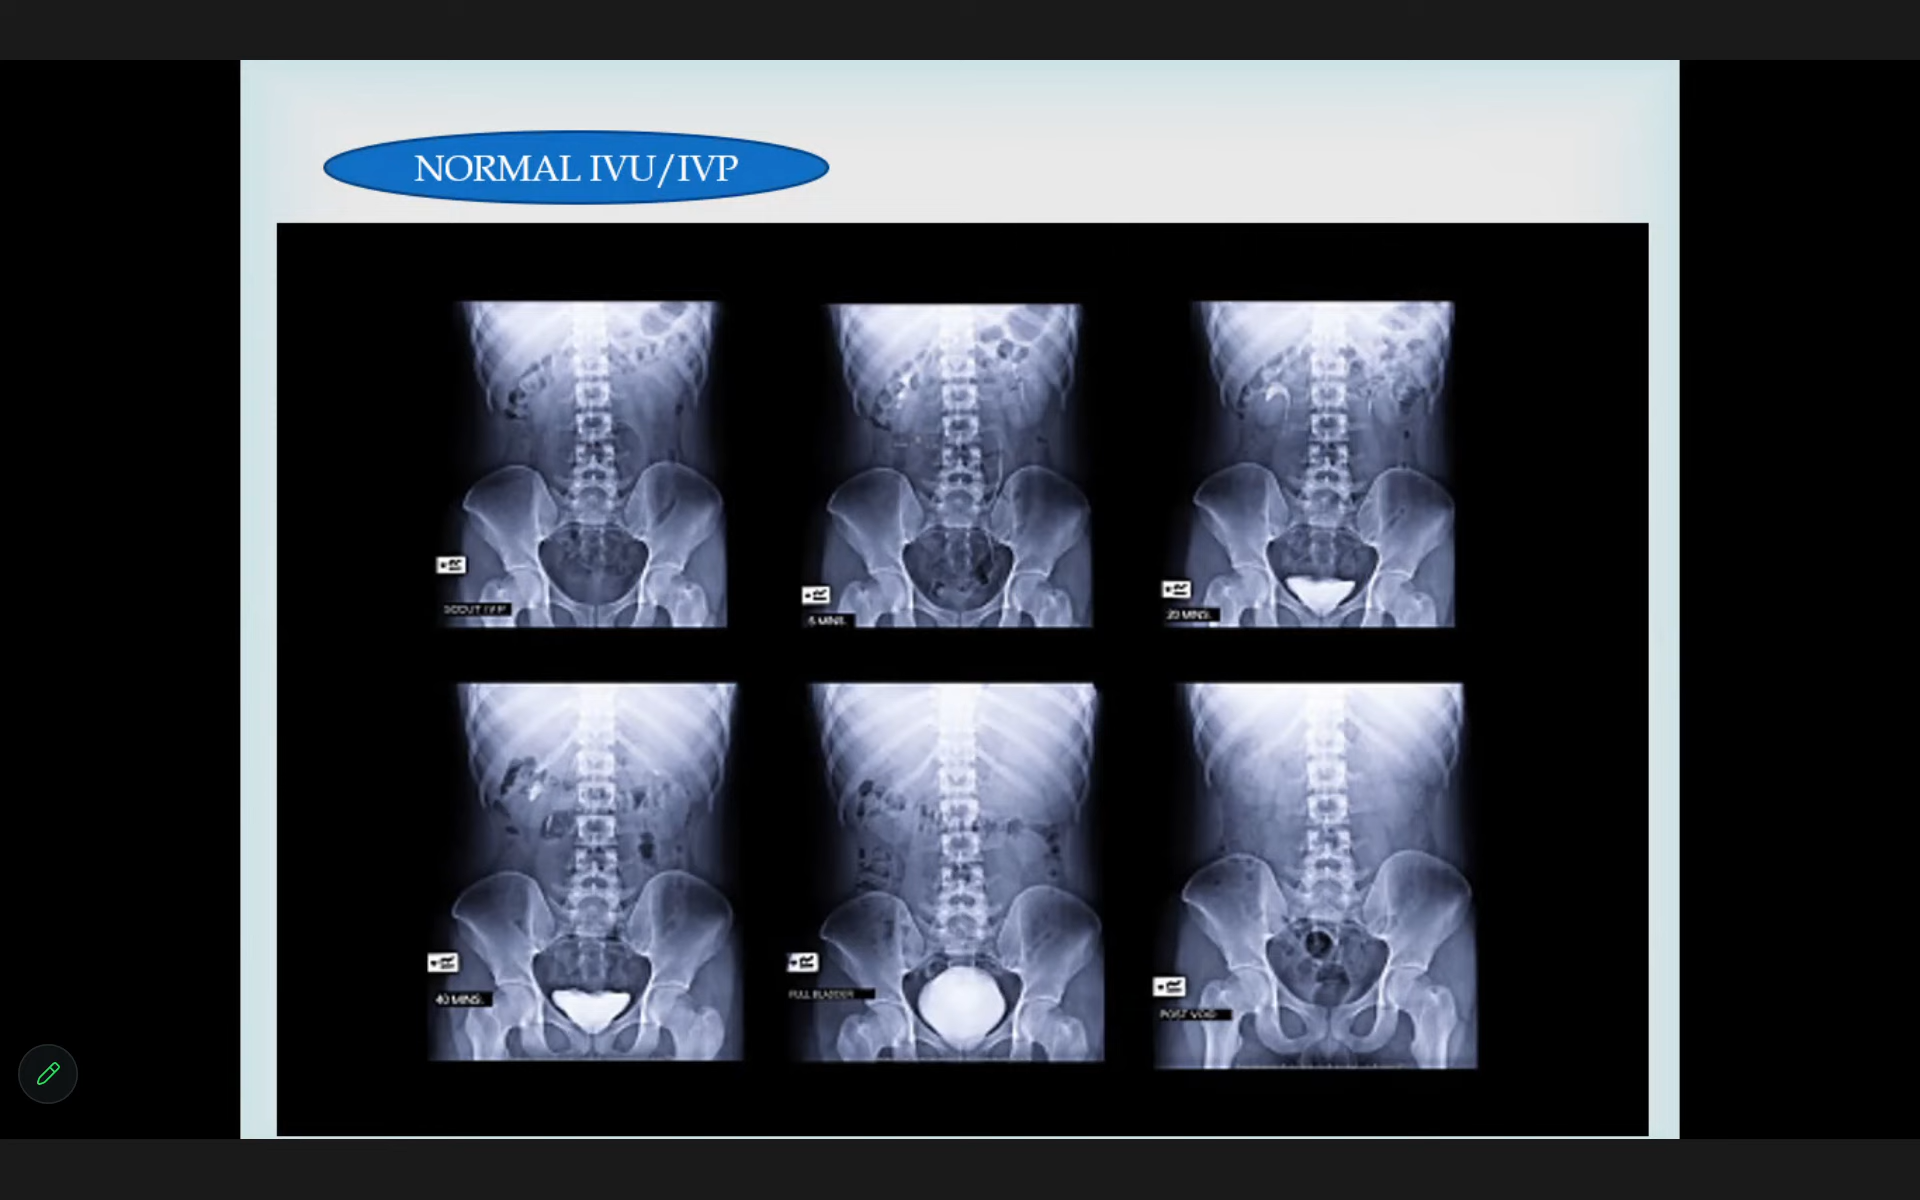 NORMAL IVU/IVP
R
SCOUT IVP
R
5 MINS.
R
20 MINS.
R
40 MINS.
R
FULL BLADDER
R
POST VOID